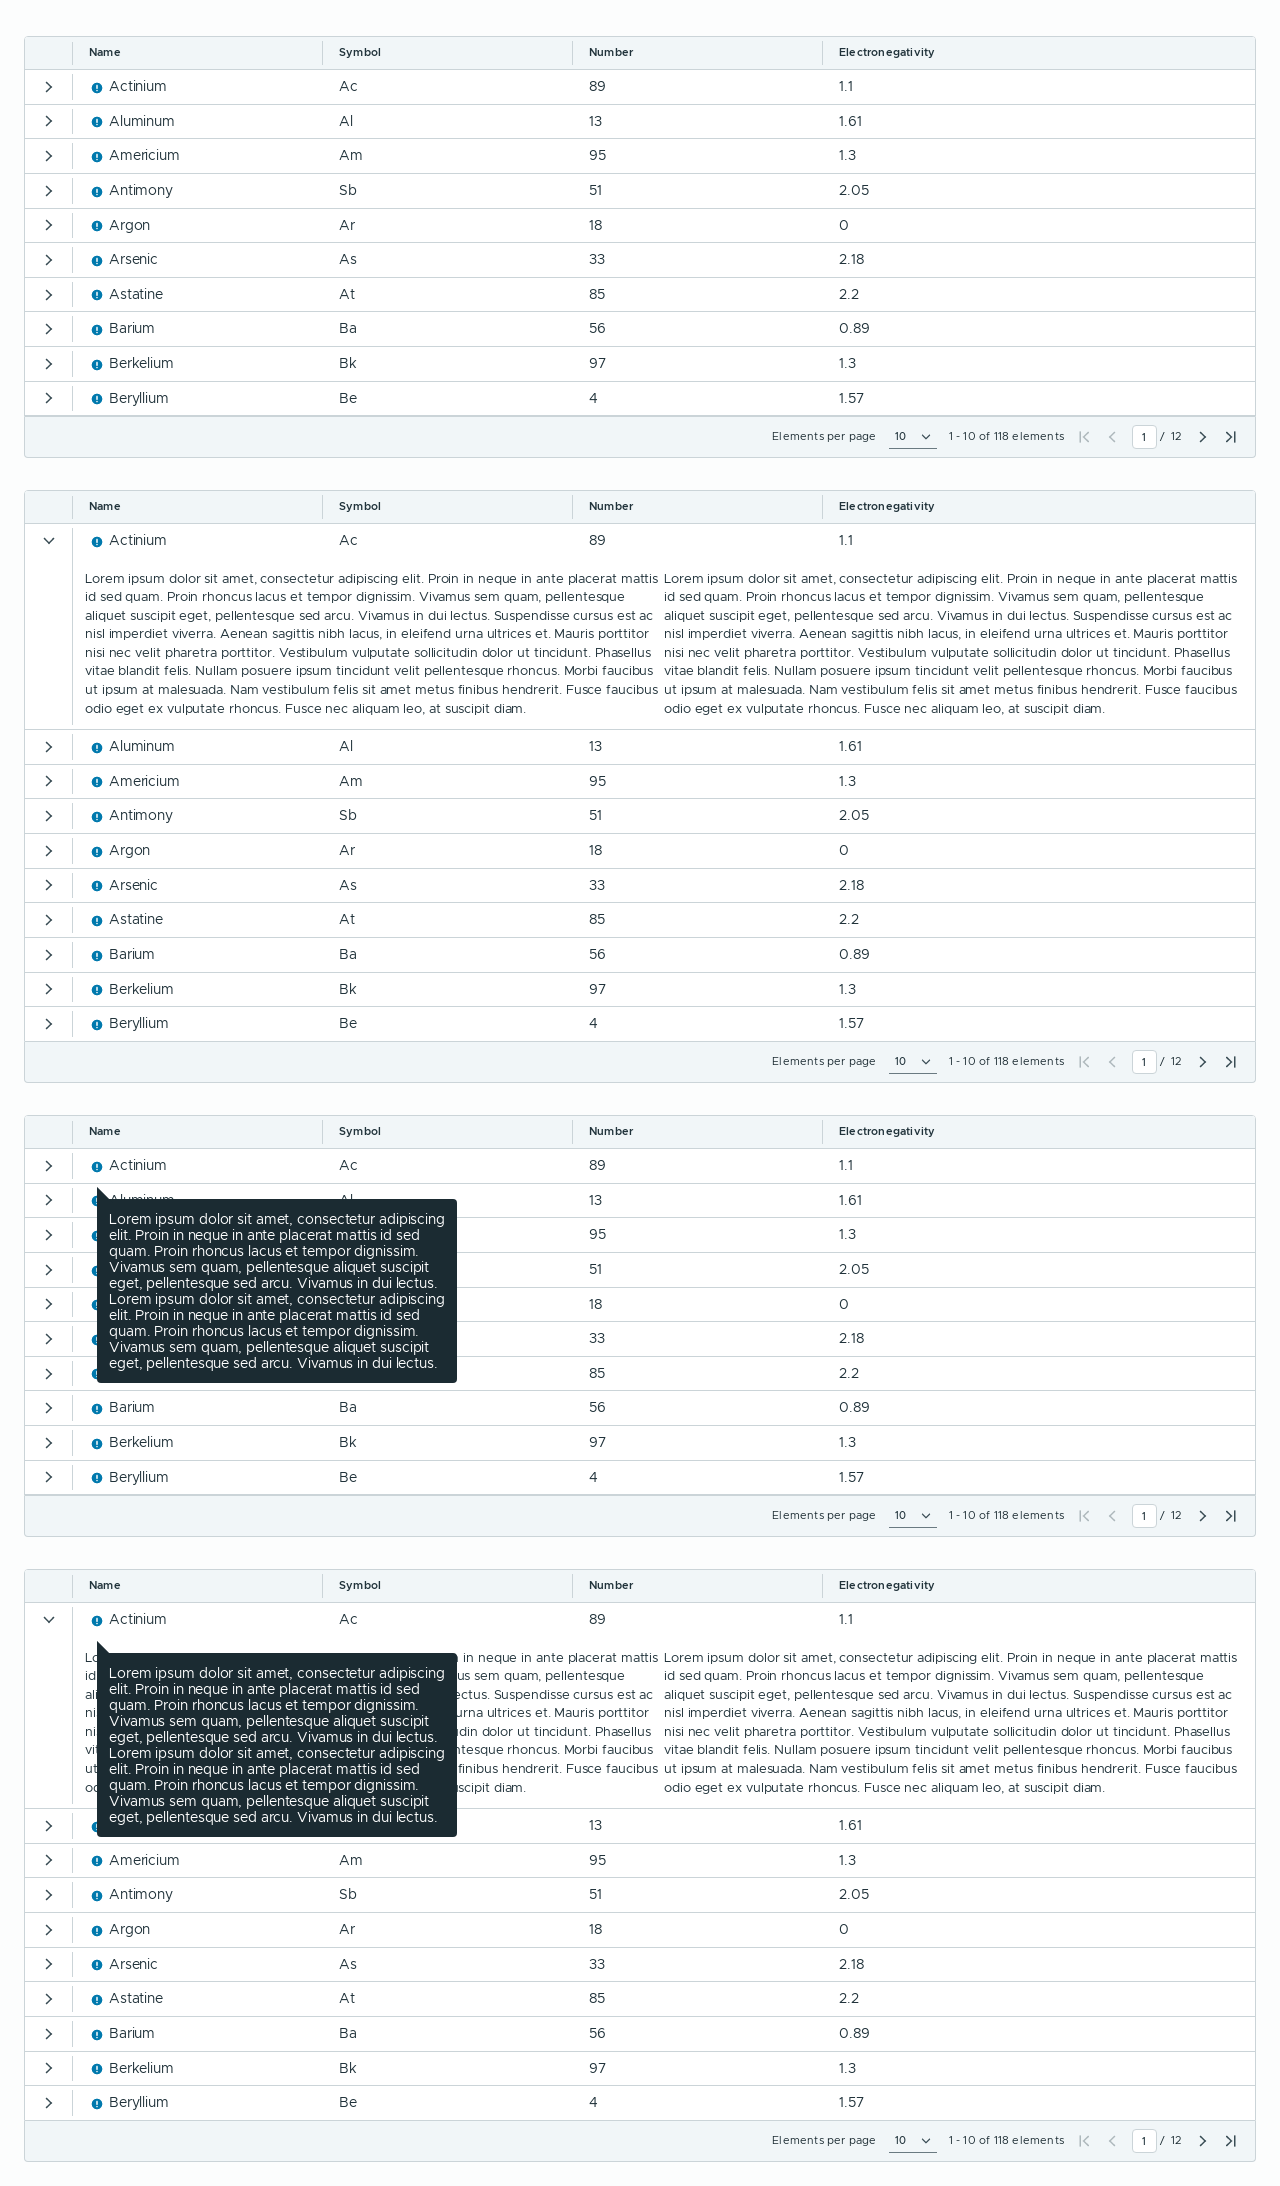 Name Symbol Number Electronegativity
Actinium Ac 89 1.1
Aluminum Al 13 1.61
Americium Am 95 1.3
Antimony Sb 51 2.05
Argon Ar 18 0
Arsenic As 33 2.18
Astatine At 85 2.2
Barium Ba 56 0.89
Berkelium Bk 97 1.3
Beryllium Be 4 1.57
Elements per page 10 1 - 10 of 118 elements 1 / 12
Name Symbol Number Electronegativity
Actinium Ac 89 1.1
Lorem ipsum dolor sit amet, consectetur adipiscing elit. Proin in neque in ante placerat mattis
id sed quam. Proin rhoncus lacus et tempor dignissim. Vivamus sem quam, pellentesque
aliquet suscipit eget, pellentesque sed arcu. Vivamus in dui lectus. Suspendisse cursus est ac
nisl imperdiet viverra. Aenean sagittis nibh lacus, in eleifend urna ultrices et. Mauris porttitor
nisi nec velit pharetra porttitor. Vestibulum vulputate sollicitudin dolor ut tincidunt. Phasellus
vitae blandit felis. Nullam posuere ipsum tincidunt velit pellentesque rhoncus. Morbi faucibus
ut ipsum at malesuada. Nam vestibulum felis sit amet metus finibus hendrerit. Fusce faucibus
odio eget ex vulputate rhoncus. Fusce nec aliquam leo, at suscipit diam.
Lorem ipsum dolor sit amet, consectetur adipiscing elit. Proin in neque in ante placerat mattis
id sed quam. Proin rhoncus lacus et tempor dignissim. Vivamus sem quam, pellentesque
aliquet suscipit eget, pellentesque sed arcu. Vivamus in dui lectus. Suspendisse cursus est ac
nisl imperdiet viverra. Aenean sagittis nibh lacus, in eleifend urna ultrices et. Mauris porttitor
nisi nec velit pharetra porttitor. Vestibulum vulputate sollicitudin dolor ut tincidunt. Phasellus
vitae blandit felis. Nullam posuere ipsum tincidunt velit pellentesque rhoncus. Morbi faucibus
ut ipsum at malesuada. Nam vestibulum felis sit amet metus finibus hendrerit. Fusce faucibus
odio eget ex vulputate rhoncus. Fusce nec aliquam leo, at suscipit diam.
Aluminum Al 13 1.61
Americium Am 95 1.3
Antimony Sb 51 2.05
Argon Ar 18 0
Arsenic As 33 2.18
Astatine At 85 2.2
Barium Ba 56 0.89
Berkelium Bk 97 1.3
Beryllium Be 4 1.57
Elements per page 10 1 - 10 of 118 elements 1 / 12
Name Symbol Number Electronegativity
Actinium Ac 89 1.1
Aluminum Al 13 1.61
Lorem ipsum dolor sit amet, consectetur adipiscing
elit. Proin in neque in ante placerat mattis id sed
quam. Proin rhoncus lacus et tempor dignissim.
Vivamus sem quam, pellentesque aliquet suscipit
eget, pellentesque sed arcu. Vivamus in dui lectus.
Lorem ipsum dolor sit amet, consectetur adipiscing
elit. Proin in neque in ante placerat mattis id sed
quam. Proin rhoncus lacus et tempor dignissim.
Vivamus sem quam, pellentesque aliquet suscipit
eget, pellentesque sed arcu. Vivamus in dui lectus.
95 1.3
51 2.05
18 0
33 2.18
85 2.2
Barium Ba 56 0.89
Berkelium Bk 97 1.3
Beryllium Be 4 1.57
Elements per page 10 1 - 10 of 118 elements 1 / 12
Name Symbol Number Electronegativity
Actinium Ac 89 1.1
Lorem ipsum dolor sit amet, consectetur adipiscing
elit. Proin in neque in ante placerat mattis id sed
quam. Proin rhoncus lacus et tempor dignissim.
Vivamus sem quam, pellentesque aliquet suscipit
eget, pellentesque sed arcu. Vivamus in dui lectus.
Lorem ipsum dolor sit amet, consectetur adipiscing
elit. Proin in neque in ante placerat mattis id sed
quam. Proin rhoncus lacus et tempor dignissim.
Vivamus sem quam, pellentesque aliquet suscipit
eget, pellentesque sed arcu. Vivamus in dui lectus.
in neque in ante placerat mattis
sem quam, pellentesque
Suspendisse cursus est ac
ultrices et. Mauris porttitor
dolor ut tincidunt. Phasellus
rhoncus. Morbi faucibus
finibus hendrerit. Fusce faucibus
diam.
Lorem ipsum dolor sit amet, consectetur adipiscing elit. Proin in neque in ante placerat mattis
id sed quam. Proin rhoncus lacus et tempor dignissim. Vivamus sem quam, pellentesque
aliquet suscipit eget, pellentesque sed arcu. Vivamus in dui lectus. Suspendisse cursus est ac
nisl imperdiet viverra. Aenean sagittis nibh lacus, in eleifend urna ultrices et. Mauris porttitor
nisi nec velit pharetra porttitor. Vestibulum vulputate sollicitudin dolor ut tincidunt. Phasellus
vitae blandit felis. Nullam posuere ipsum tincidunt velit pellentesque rhoncus. Morbi faucibus
ut ipsum at malesuada. Nam vestibulum felis sit amet metus finibus hendrerit. Fusce faucibus
odio eget ex vulputate rhoncus. Fusce nec aliquam leo, at suscipit diam.
13 1.61
Americium Am 95 1.3
Antimony Sb 51 2.05
Argon Ar 18 0
Arsenic As 33 2.18
Astatine At 85 2.2
Barium Ba 56 0.89
Berkelium Bk 97 1.3
Beryllium Be 4 1.57
Elements per page 10 1 - 10 of 118 elements 1 / 12